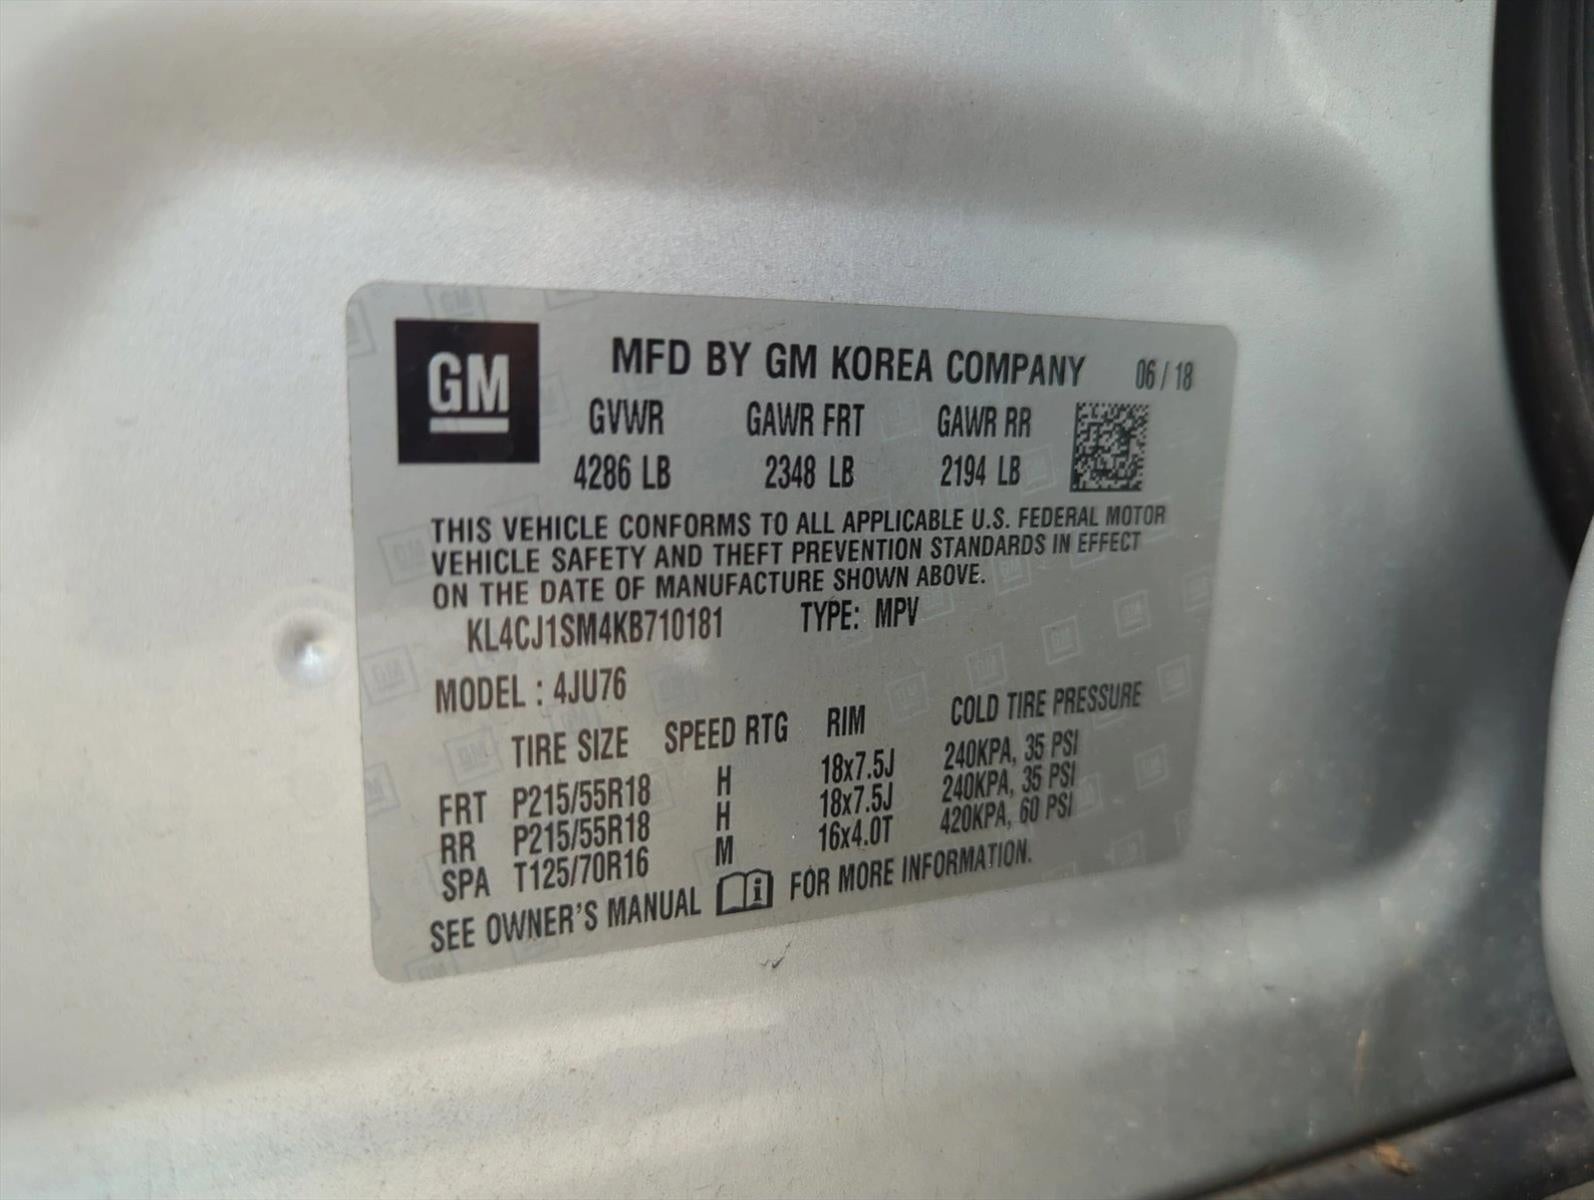 GM
MFD BY GM KOREA COMPANY 06 / 18
GVWR GAWR FRT GAWR RR
4286 LB 2348 LB 2194 LB
THIS VEHICLE CONFORMS TO ALL APPLICABLE U.S. FEDERAL MOTOR
VEHICLE SAFETY AND THEFT PREVENTION STANDARDS IN EFFECT
ON THE DATE OF MANUFACTURE SHOWN ABOVE.
KL4CJ1SM4KB710181 TYPE: MPV
MODEL : 4JU76
TIRE SIZE SPEED RTG RIM COLD TIRE PRESSURE
FRT P215/55R18 H 18x7.5J 240KPA, 35 PSI
RR P215/55R18 H 18x7.5J 240KPA, 35 PSI
SPA T125/70R16 M 16x4.0T 420KPA, 60 PSI
SEE OWNER'S MANUAL FOR MORE INFORMATION.